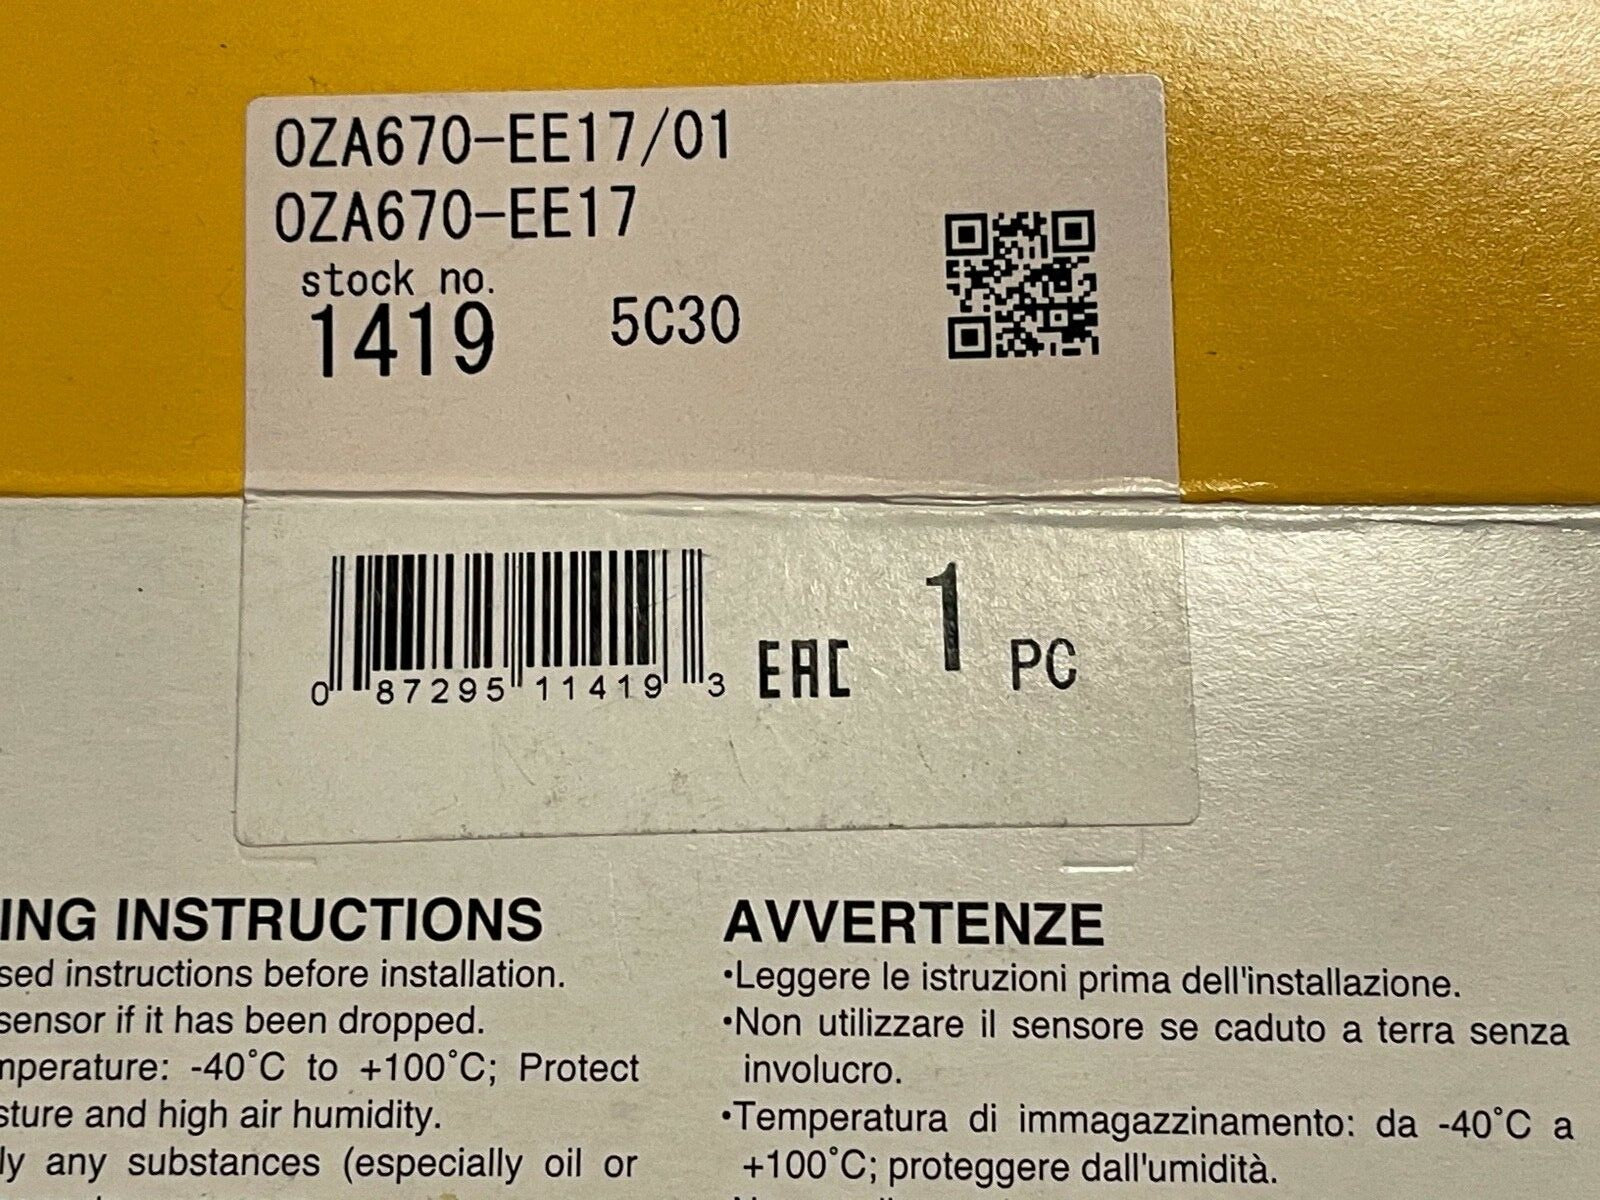 OZA670-EE17/01
OZA670-EE17
stock no.
1419
5C30
0 87295 11419 3
EAC
1 PC
ING INSTRUCTIONS
sed instructions before installation.
sensor if it has been dropped.
mperature: -40°C to +100°C; Protect
sture and high air humidity.
ly any substances (especially oil or
AVVERTENZE
•Leggere le istruzioni prima dell'installazione.
•Non utilizzare il sensore se caduto a terra senza
involucro.
•Temperatura di immagazzinamento: da -40°C a
+100°C; proteggere dall'umidità.